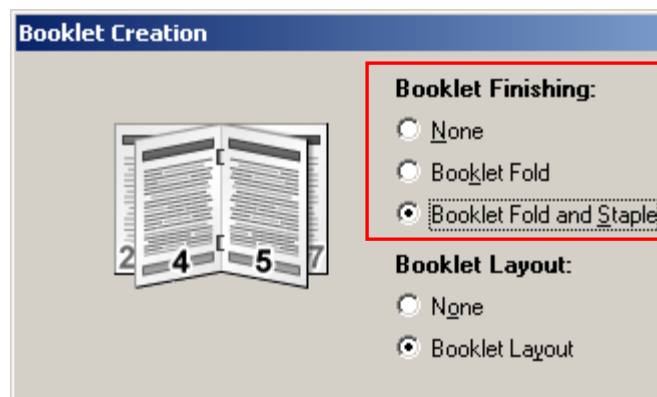 Booklet Creation
Booklet Finishing:
None
Booklet Fold
Booklet Fold and Staple
Booklet Layout:
None
Booklet Layout
2 4 5 7